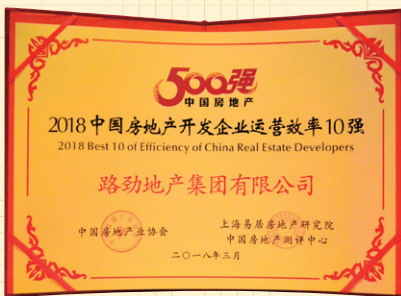 500强
中国房地产
2018中国房地产开发企业运营效率10强
2018 Best 10 of Efficiency of China Real Estate Developers
路劲地产集团有限公司
中国房地产业协会
上海易居房地产研究院
中国房地产测评中心
二〇一八年三月